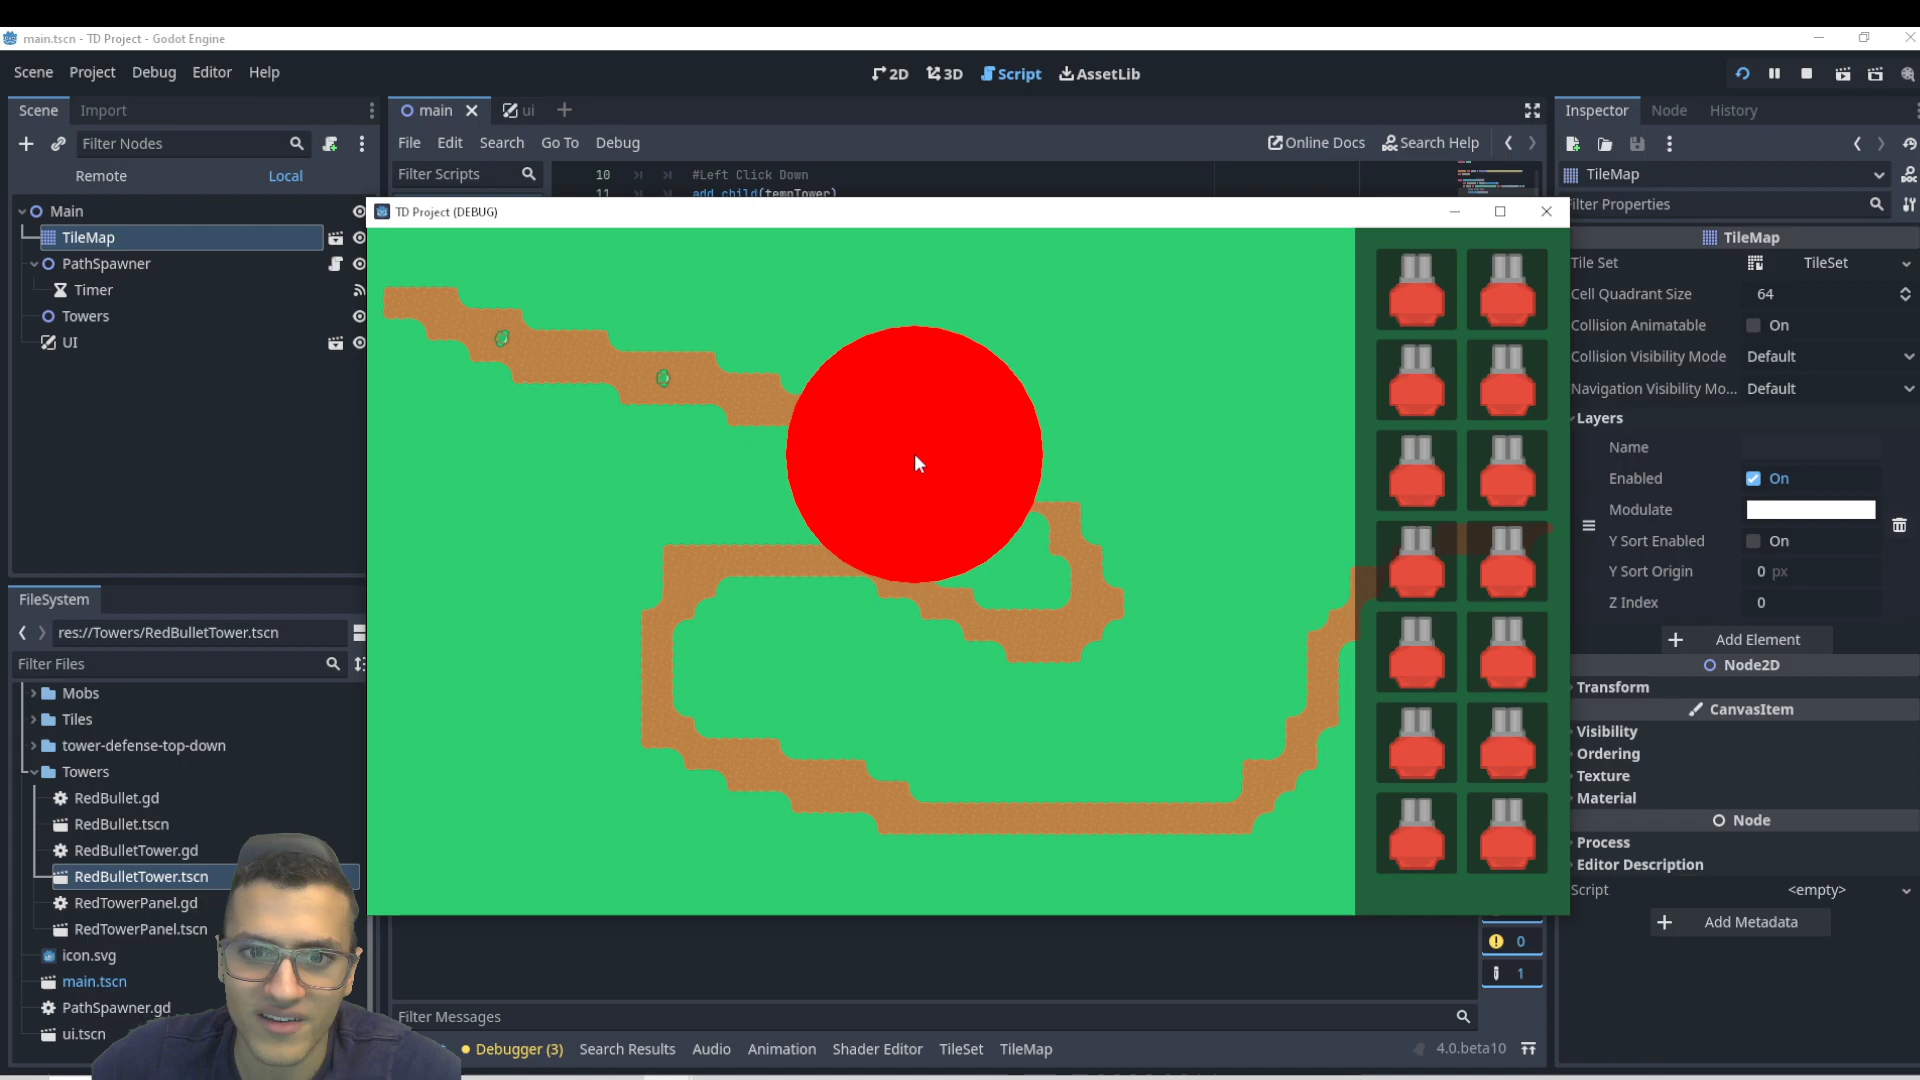 main.tscn - TD Project - Godot Engine
Scene Project Debug Editor Help
2D 3D Script AssetLib
Scene Import
Filter Nodes
Remote Local
Main
TileMap
PathSpawner
Timer
Towers
UI
FileSystem
res://Towers/RedBulletTower.tscn
Filter Files
Mobs
Tiles
tower-defense-top-down
Towers
RedBullet.gd
RedBullet.tscn
RedBulletTower.gd
RedBulletTower.tscn
RedTowerPanel.gd
RedTowerPanel.tscn
icon.svg
main.tscn
PathSpawner.gd
ui.tscn
main ui
File Edit Search Go To Debug
Online Docs Search Help
Filter Scripts
10 #Left Click Down
11 add_child(tempTower)
TD Project (DEBUG)
0
1
Filter Messages
Debugger (3) Search Results Audio Animation Shader Editor TileSet TileMap
4.0.beta10
Inspector Node History
TileMap
ilter Properties
TileMap
Tile Set TileSet
Cell Quadrant Size 64
Collision Animatable On
Collision Visibility Mode Default
Navigation Visibility Mo... Default
Layers
Name
Enabled On
Modulate
Y Sort Enabled On
Y Sort Origin 0 px
Z Index 0
Add Element
Node2D
Transform
CanvasItem
Visibility
Ordering
Texture
Material
Node
Process
Editor Description
Script <empty>
Add Metadata